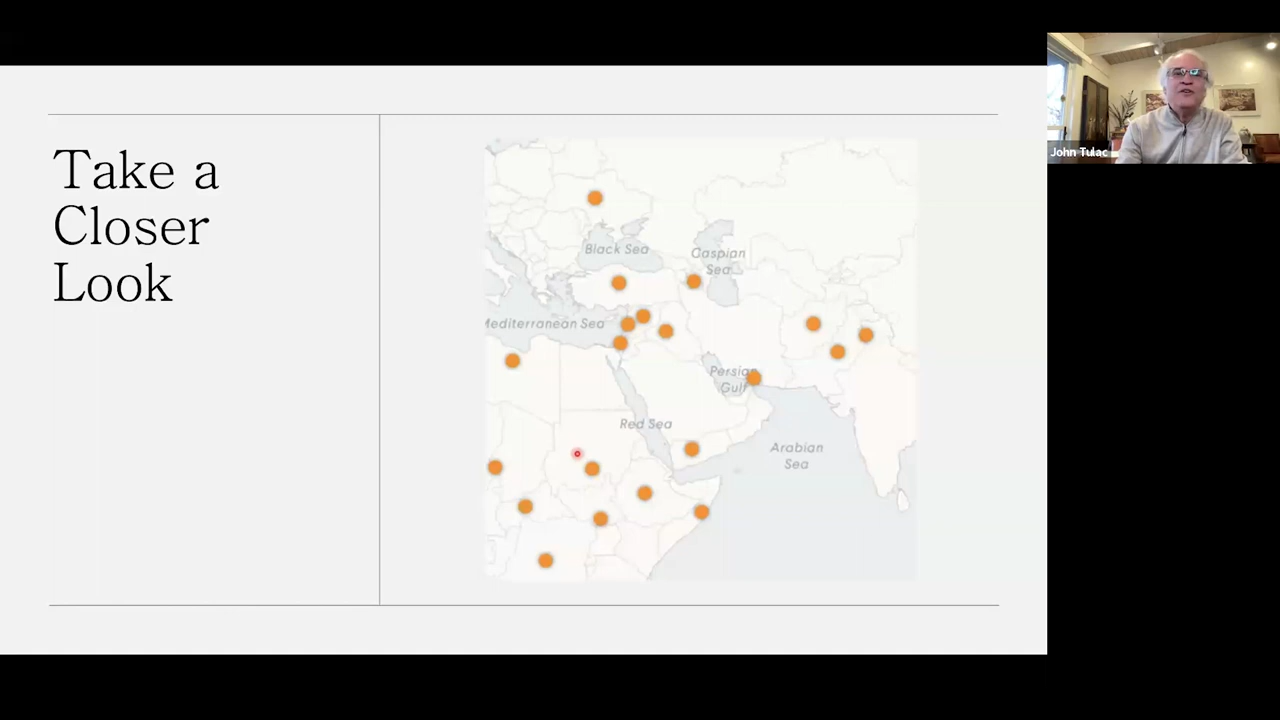 Take a
Closer
Look
Black Sea
Caspian
Sea
Mediterranean Sea
Persian
Gulf
Red Sea
Arabian
Sea
John Tulac